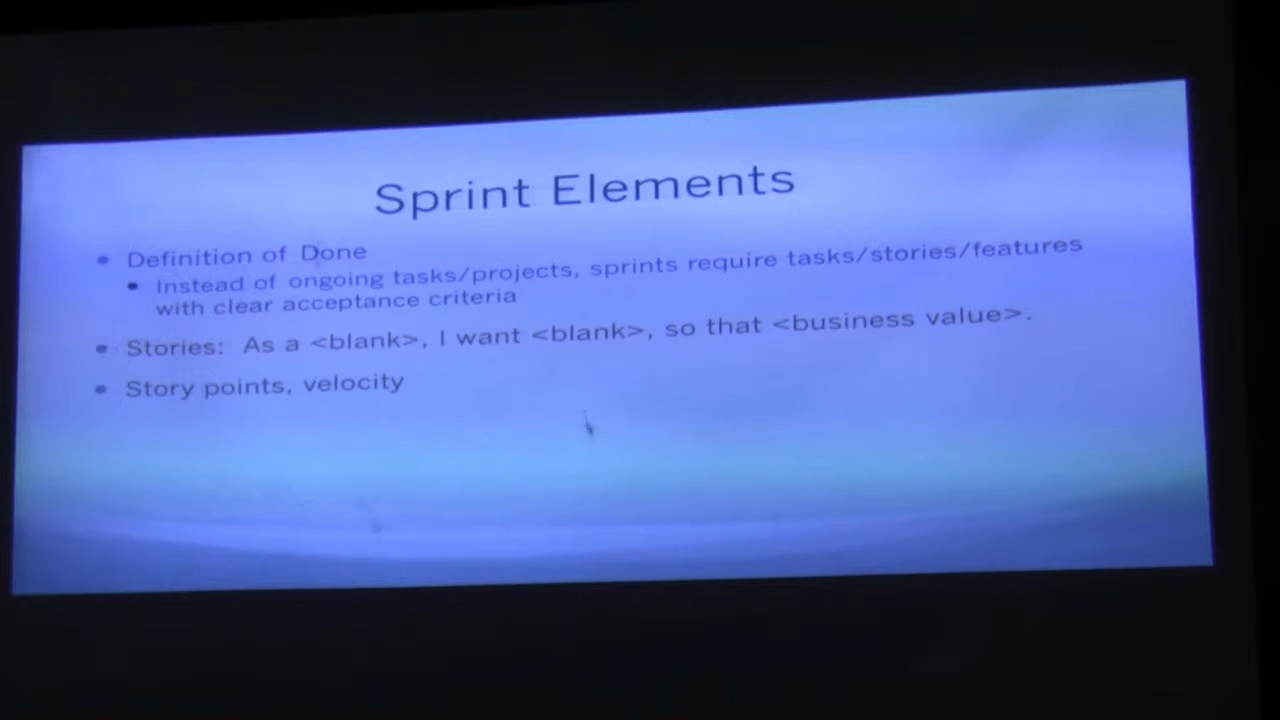 Sprint Elements
Definition of Done
Instead of ongoing tasks/projects, sprints require tasks/stories/features
with clear acceptance criteria
Stories: As a <blank>, I want <blank>, so that <business value>.
Story points, velocity